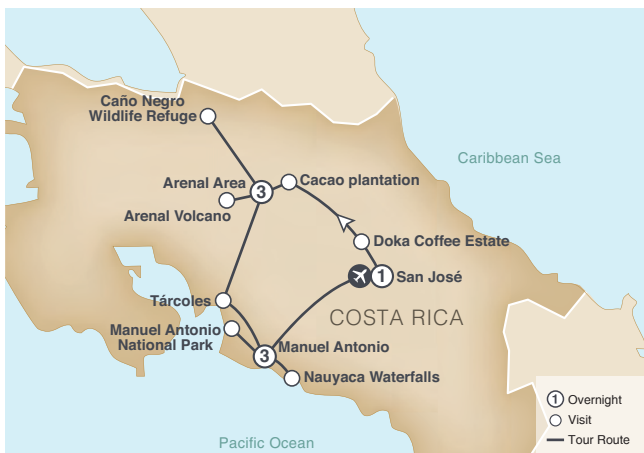 Caño Negro
Wildlife Refuge
Caribbean Sea
Arenal Area
3
Cacao plantation
Arenal Volcano
Doka Coffee Estate
1
San José
Tárcoles
COSTA RICA
Manuel Antonio
National Park
3
Manuel Antonio
Nauyaca Waterfalls
Pacific Ocean
1 Overnight
Visit
Tour Route